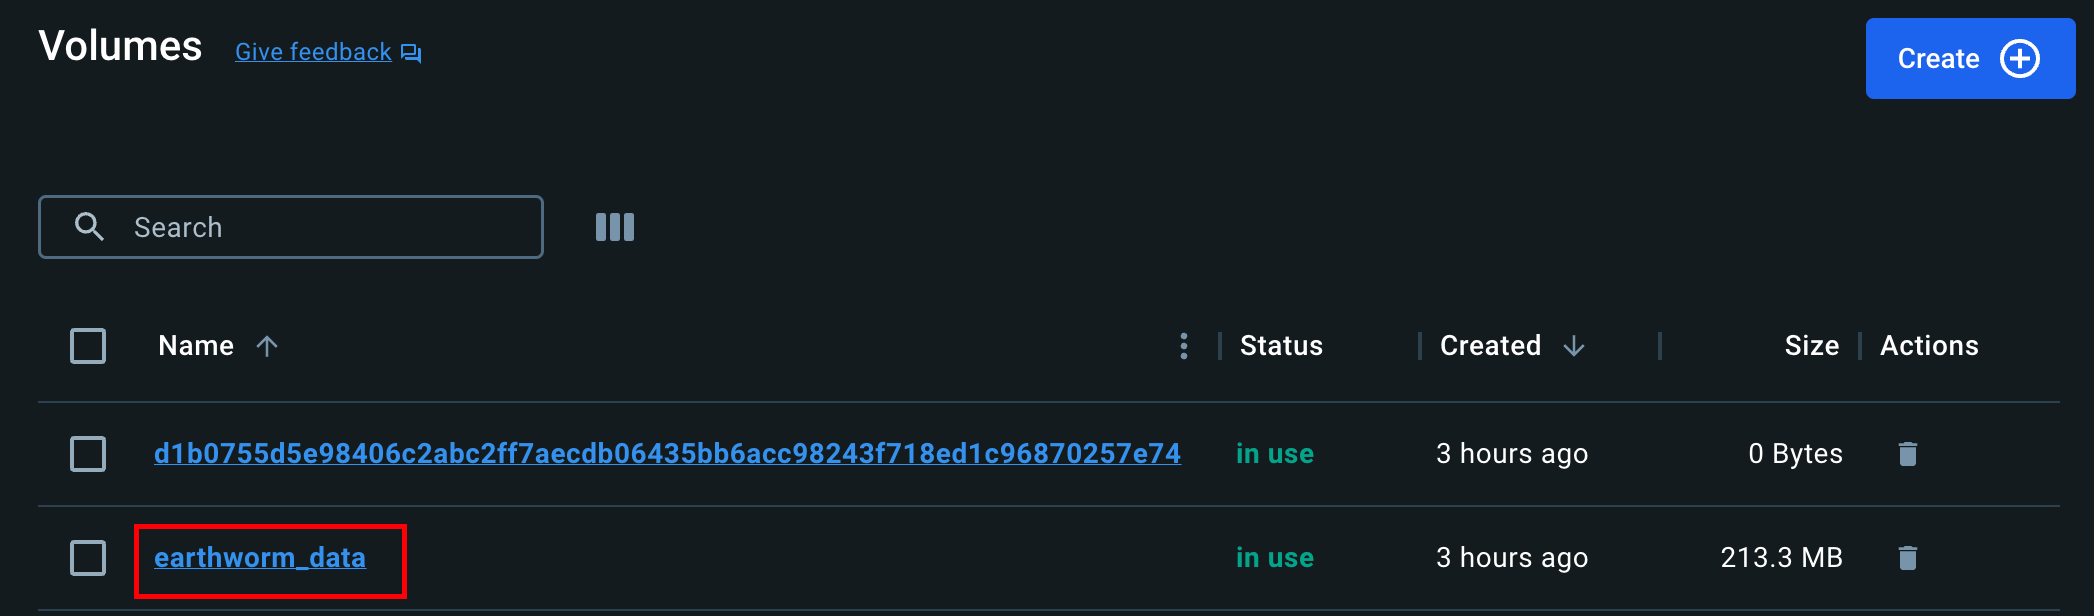 Volumes Give feedback
Create
Search
Name Status Created Size Actions
d1b0755d5e98406c2abc2ff7aecdb06435bb6acc98243f718ed1c96870257e74 in use 3 hours ago 0 Bytes
earthworm_data in use 3 hours ago 213.3 MB